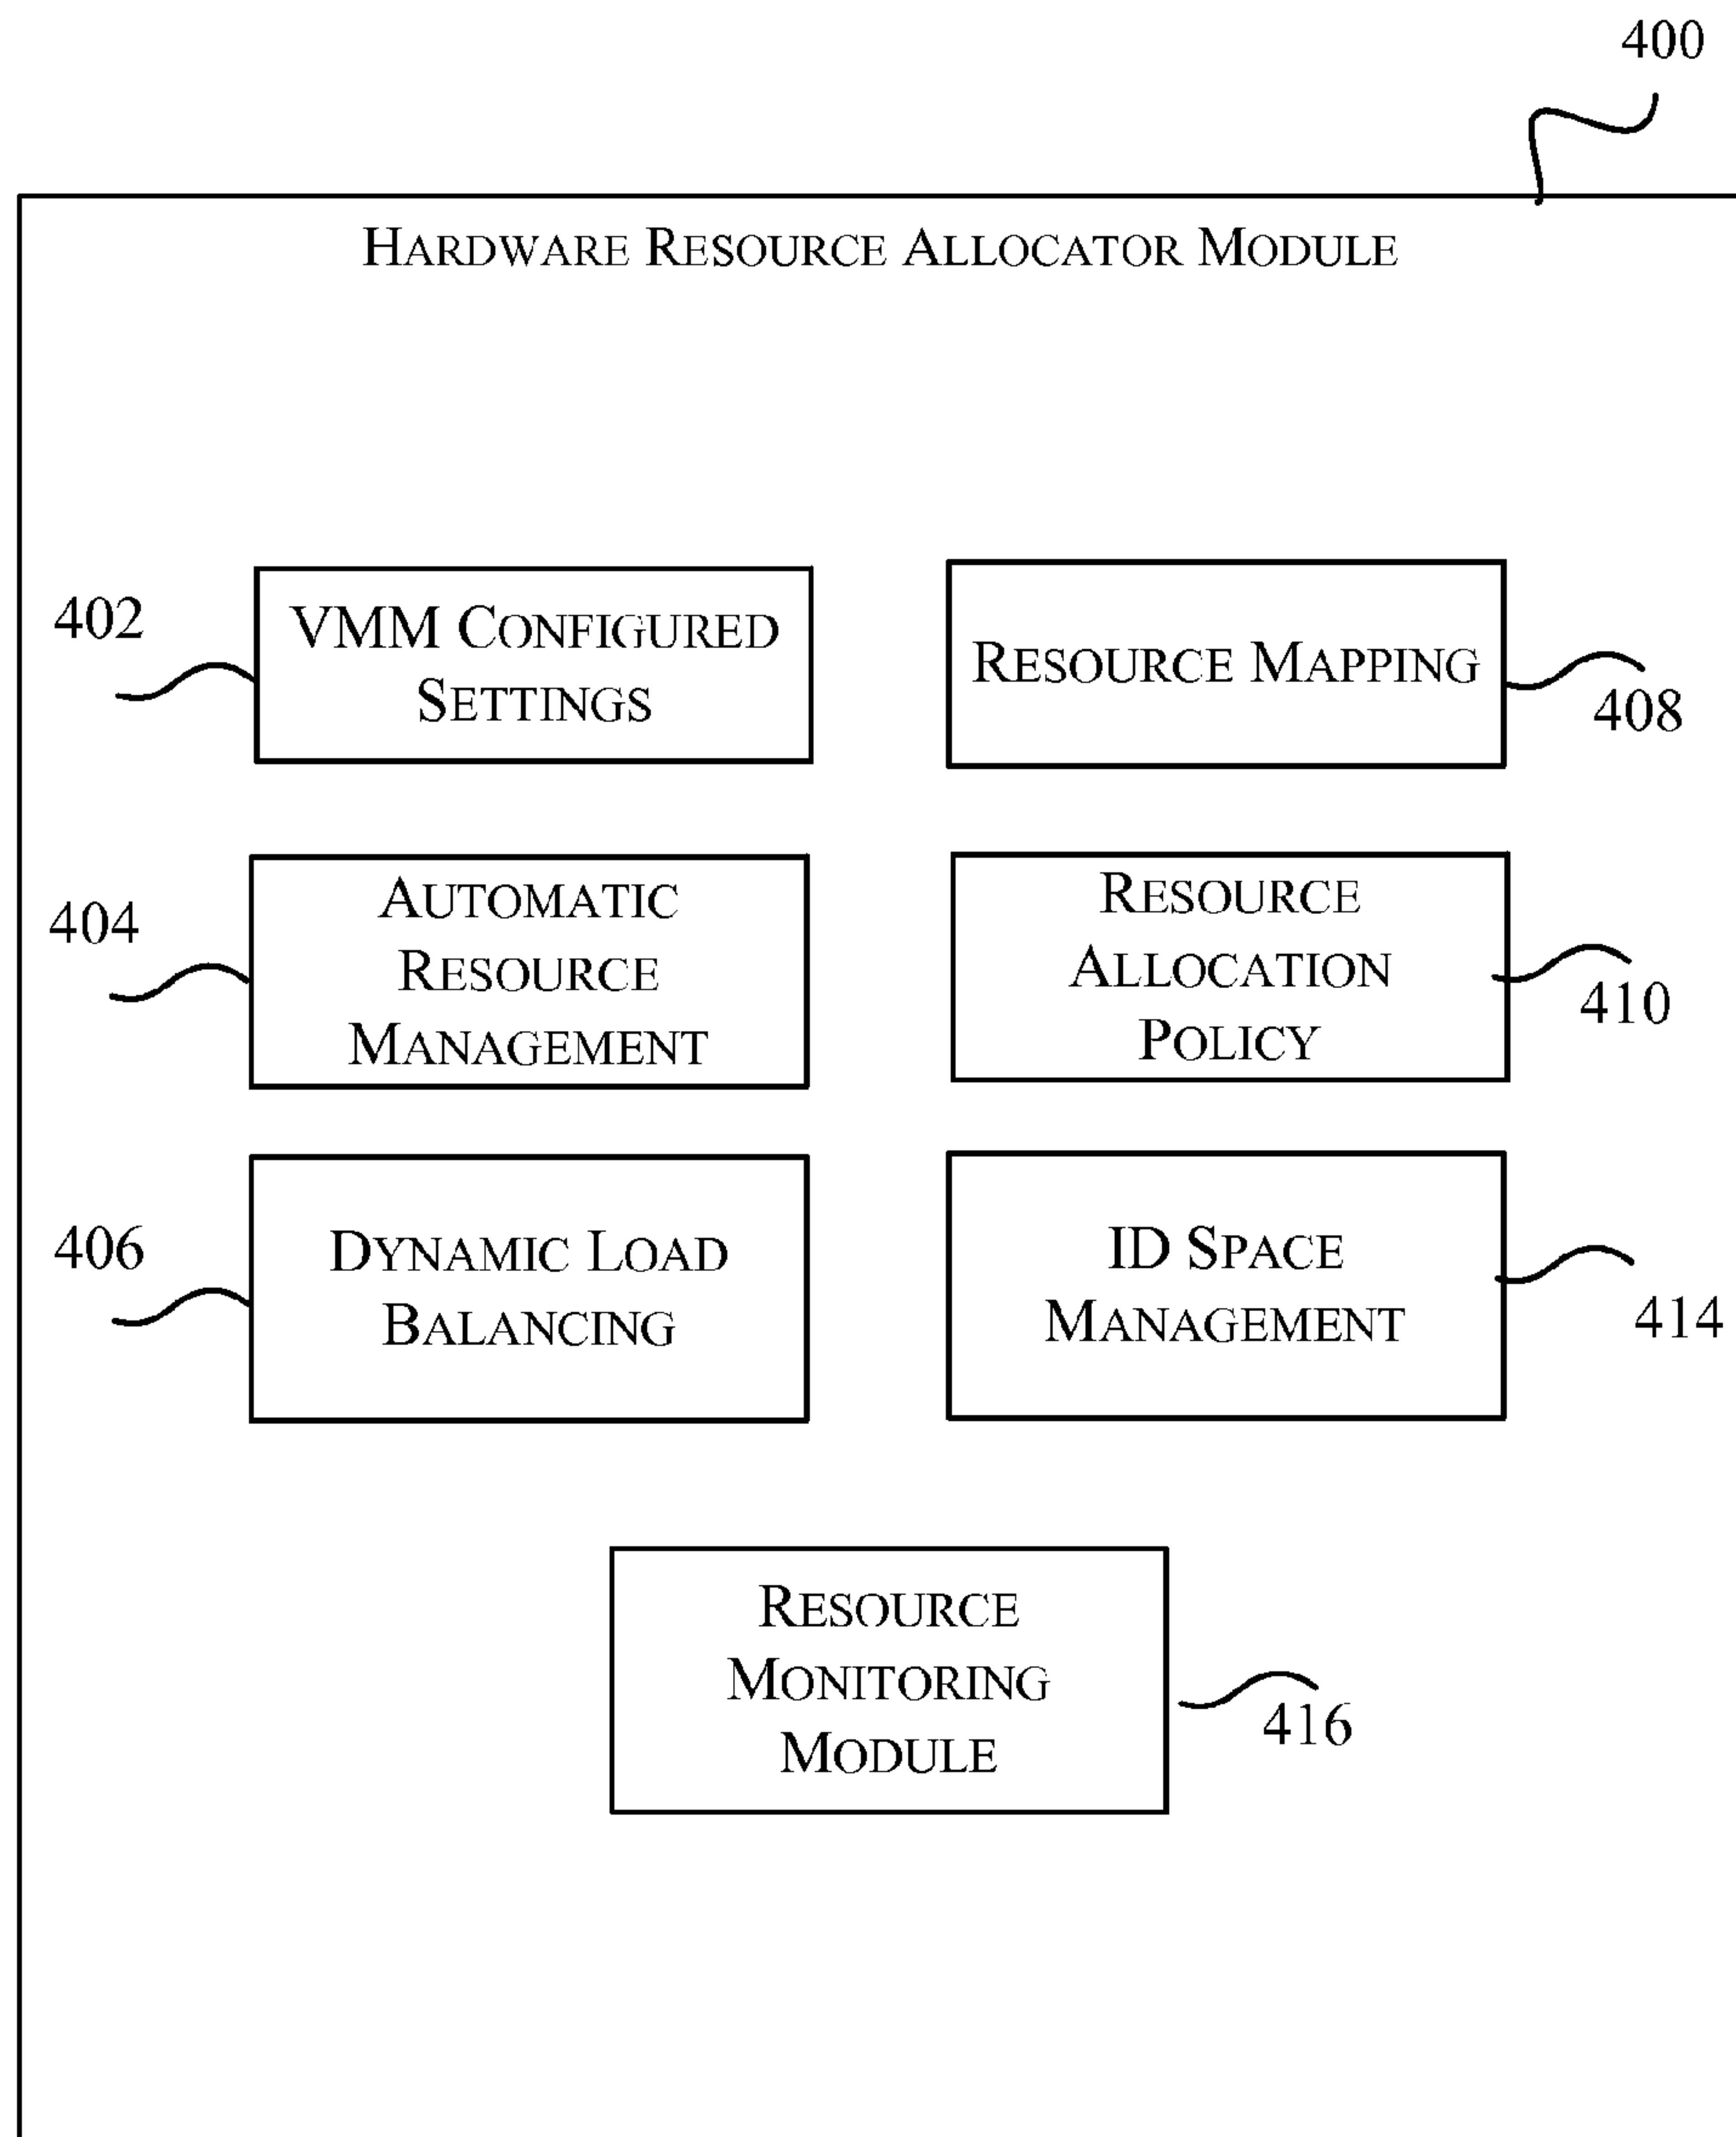 400
HARDWARE RESOURCE ALLOCATOR MODULE
402
VMM CONFIGURED
SETTINGS
RESOURCE MAPPING
408
404
AUTOMATIC
RESOURCE
MANAGEMENT
RESOURCE
ALLOCATION
POLICY
410
406
DYNAMIC LOAD
BALANCING
ID SPACE
MANAGEMENT
414
RESOURCE
MONITORING
MODULE
416